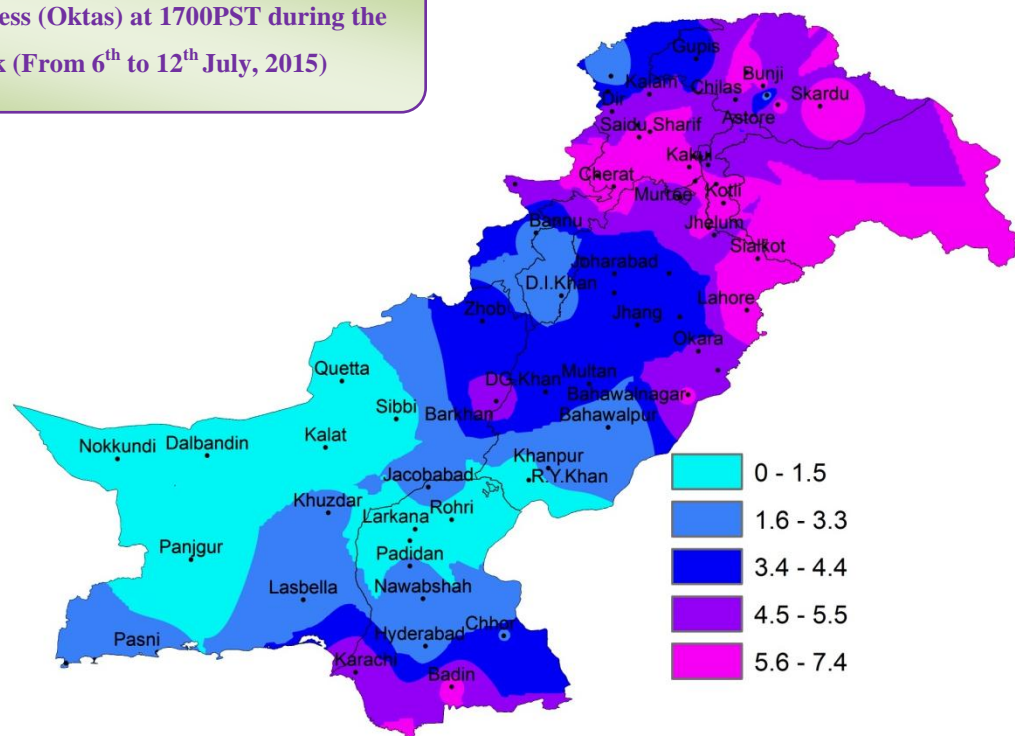 ess (Oktas) at 1700PST during the
k (From 6th to 12th July, 2015)
Gupis
Kalam
Bunji
Chilas
Skardu
Dir
Astore
Saidu Sharif
Kakul
Cherat
Murree
Kotli
Jhelum
Bannu
Sialkot
Joharabad
D.I.Khan
Lahore
Zhob
Jhang
Okara
Quetta
DG.Khan
Multan
Bahawalnagar
Sibbi
Barkhan
Bahawalpur
Nokkundi
Dalbandin
Kalat
Khanpur
Jacobabad
R.Y.Khan
Khuzdar
Larkana
Rohri
Panjgur
Padidan
Lasbella
Nawabshah
Pasni
Hyderabad
Chhor
Karachi
Badin
0 - 1.5
1.6 - 3.3
3.4 - 4.4
4.5 - 5.5
5.6 - 7.4